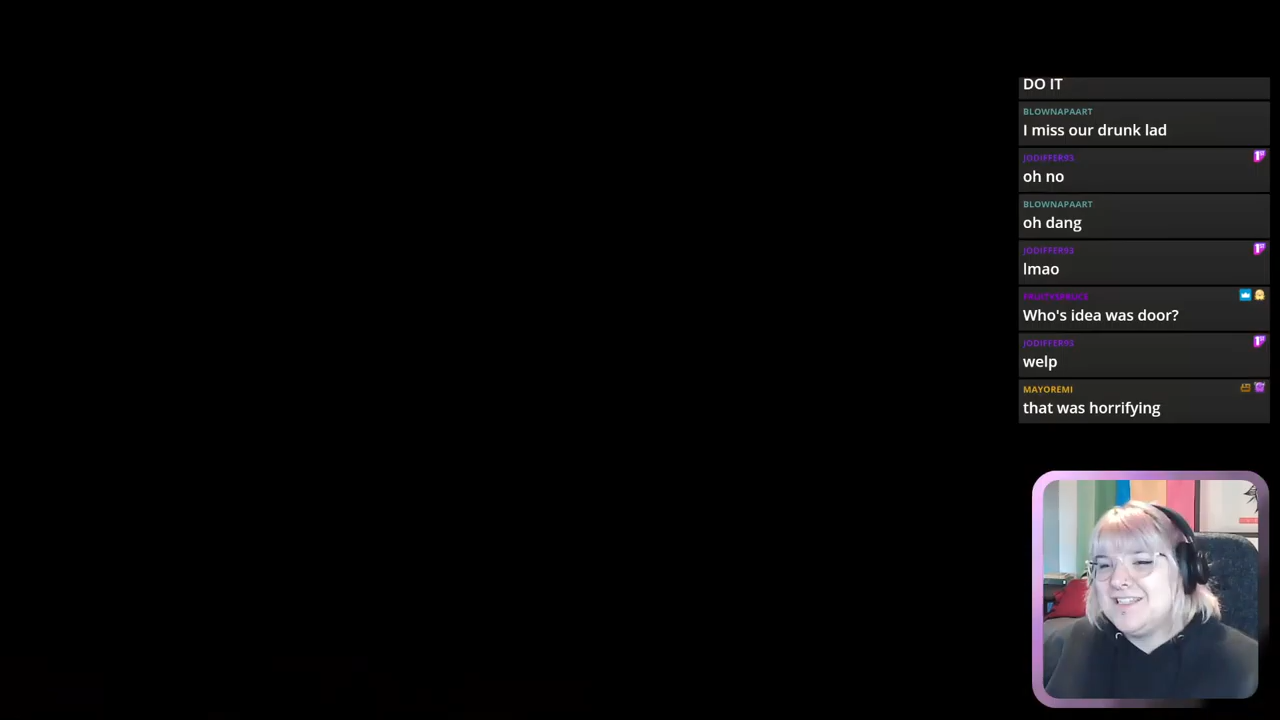 DO IT
BLOWNAPAART
I miss our drunk lad
JODIFFER93
oh no
BLOWNAPAART
oh dang
JODIFFER93
lmao
FRUITYSPRUCE
Who's idea was door?
JODIFFER93
welp
MAYOREMI
that was horrifying